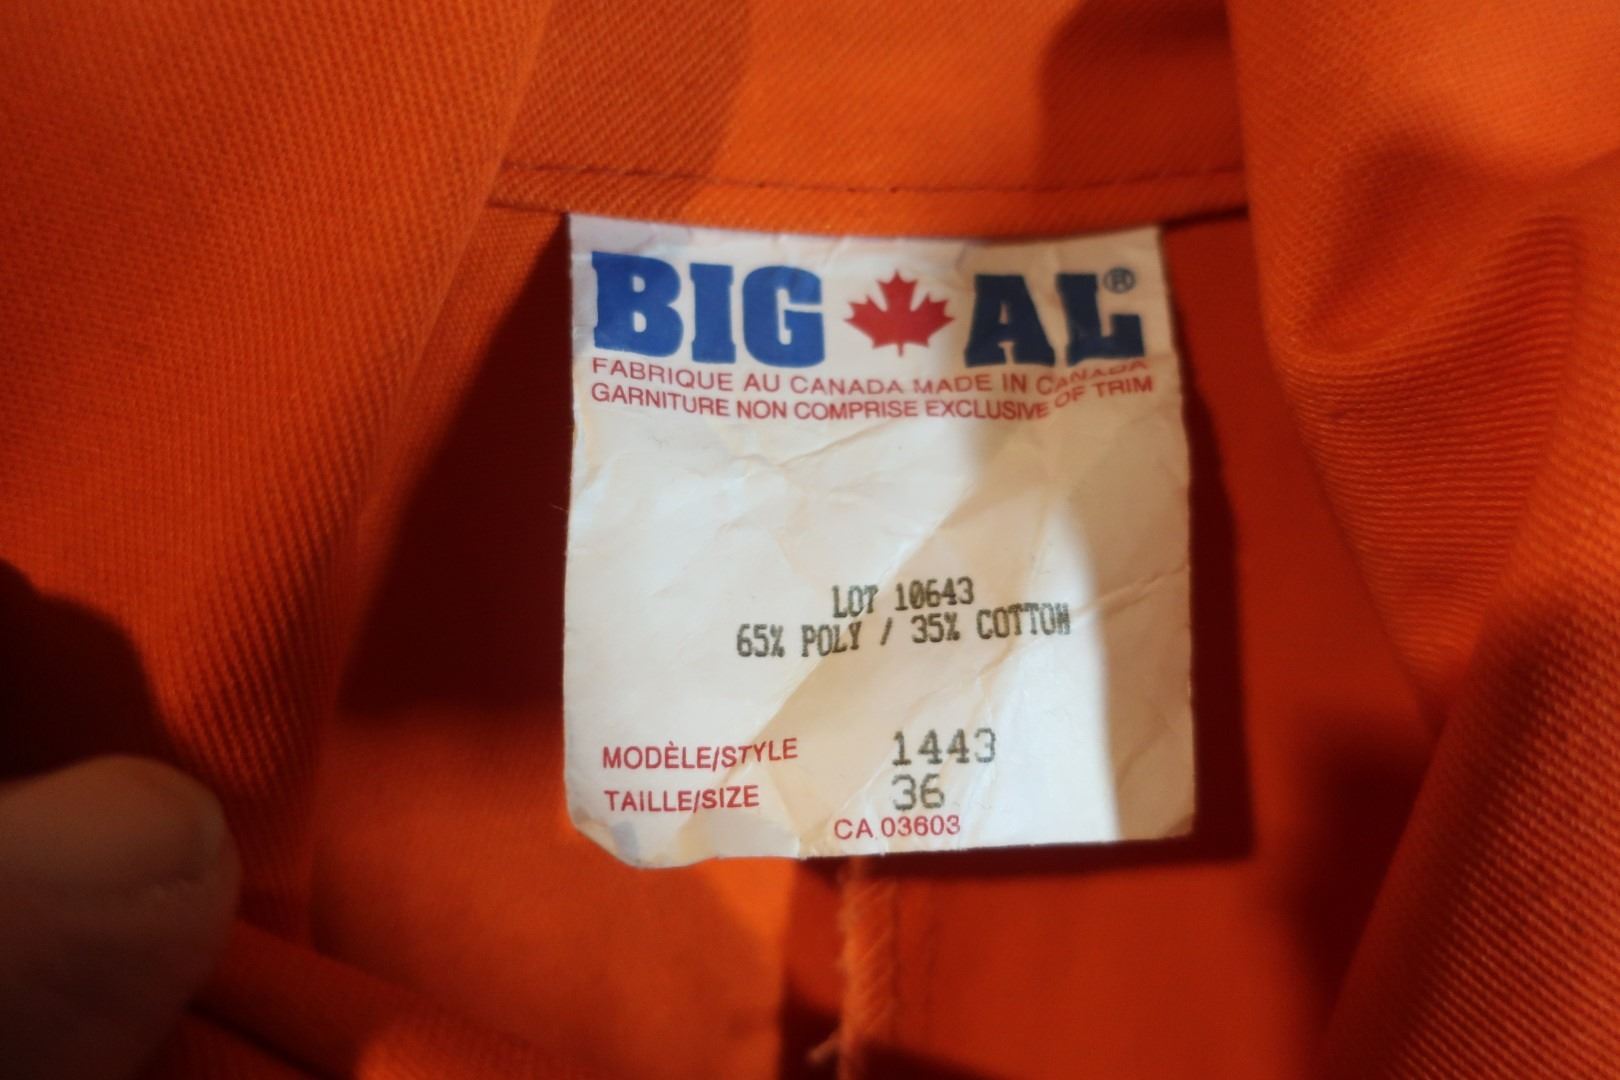 BIG AL®
FABRIQUE AU CANADA MADE IN CANADA
GARNITURE NON COMPRISE EXCLUSIVE OF TRIM
LOT 10643
65% POLY / 35% COTTON
MODÈLE/STYLE 1443
TAILLE/SIZE 36
CA 03603